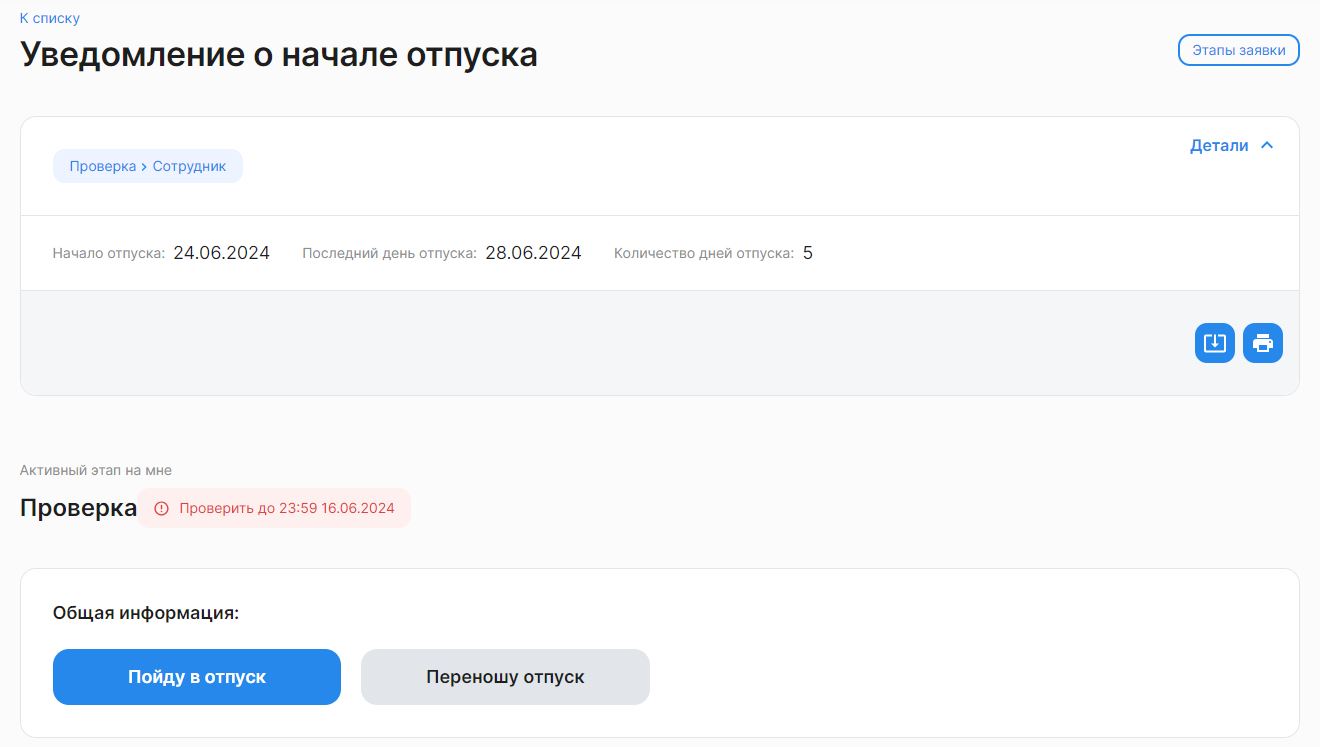 К списку
Уведомление о начале отпуска
Этапы заявки
Детали
Проверка › Сотрудник
Начало отпуска: 24.06.2024 Последний день отпуска: 28.06.2024 Количество дней отпуска: 5
Активный этап на мне
Проверка Проверить до 23:59 16.06.2024
Общая информация:
Пойду в отпуск Переношу отпуск